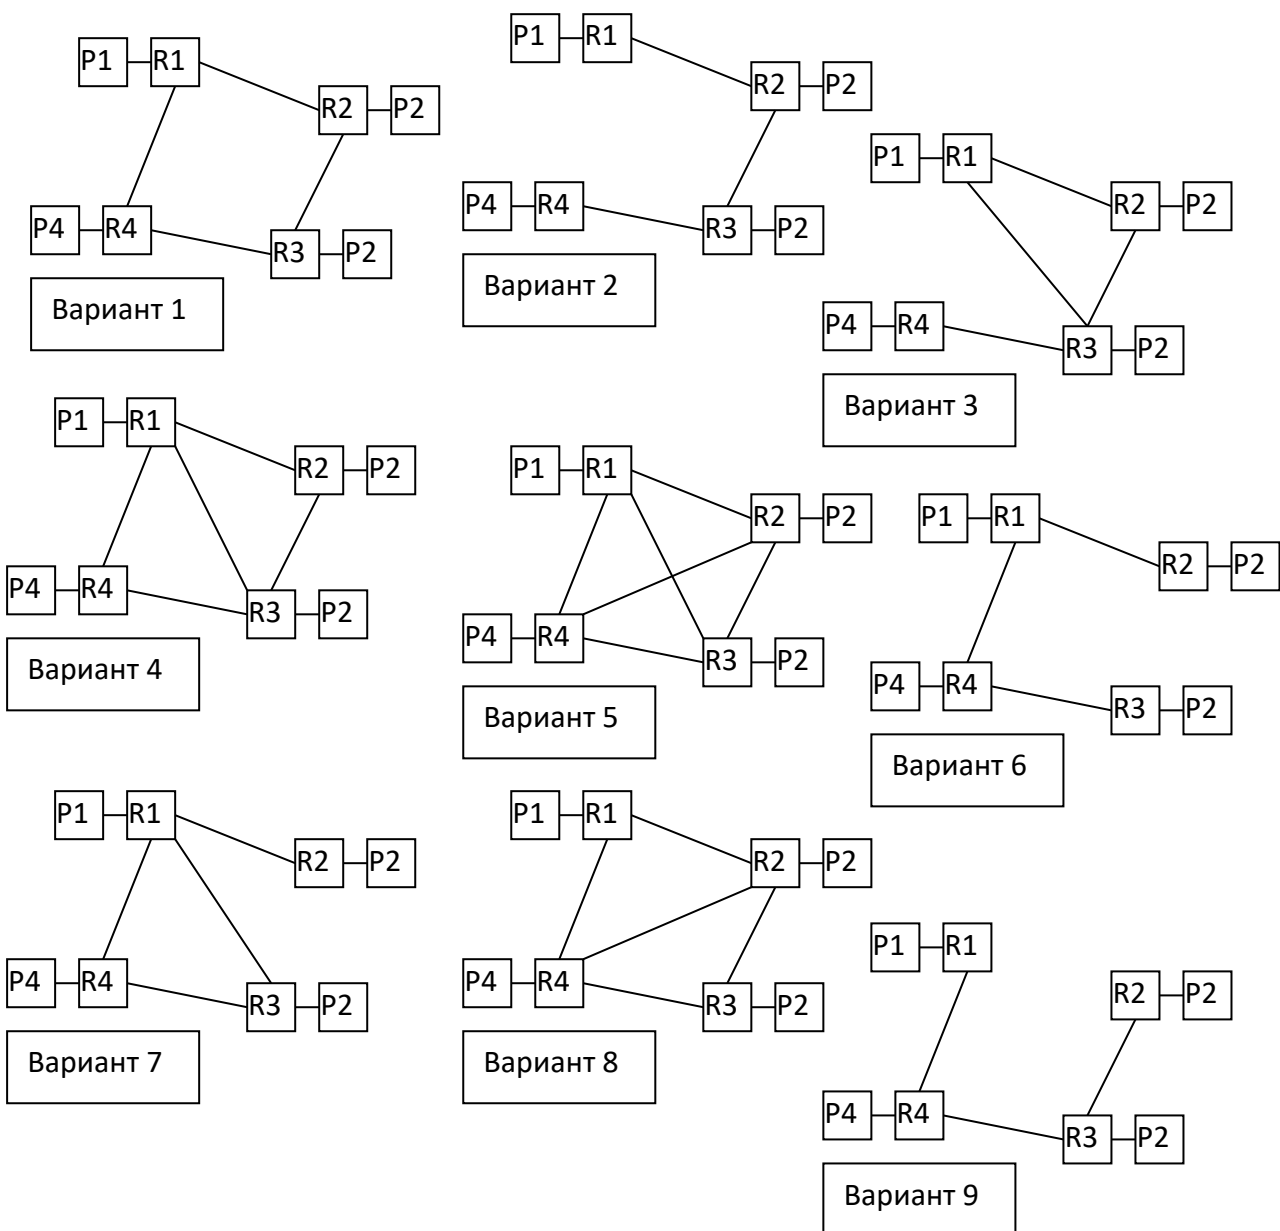 P1 R1
R2 P2
P4 R4
R3 P2
Вариант 1
P1 R1
R2 P2
P4 R4
R3 P2
Вариант 2
P1 R1
R2 P2
P4 R4
R3 P2
Вариант 3
P1 R1
R2 P2
P4 R4
R3 P2
Вариант 4
P1 R1
R2 P2
P4 R4
R3 P2
Вариант 5
P1 R1
R2 P2
P4 R4
R3 P2
Вариант 6
P1 R1
R2 P2
P4 R4
R3 P2
Вариант 7
P1 R1
R2 P2
P4 R4
R3 P2
Вариант 8
P1 R1
R2 P2
P4 R4
R3 P2
Вариант 9